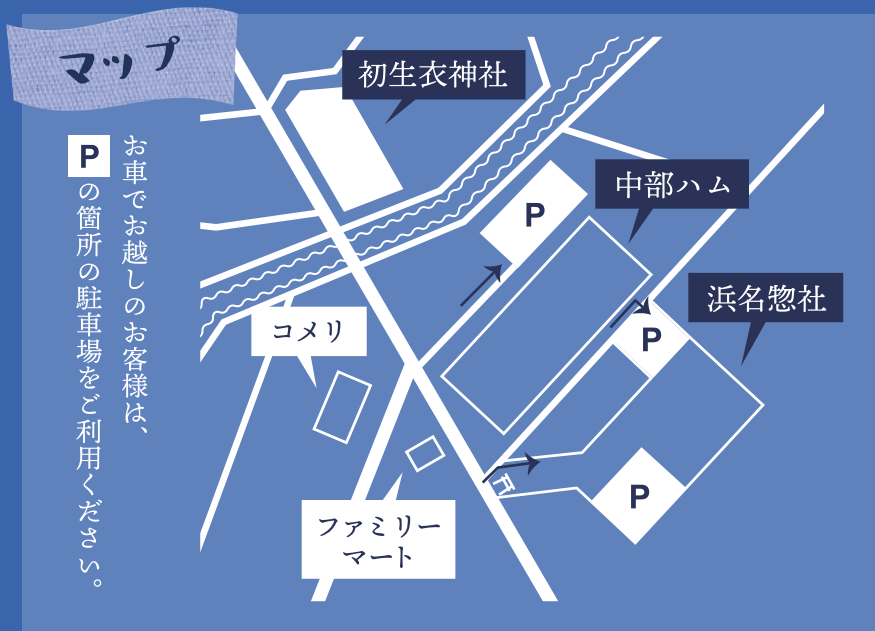 マップ
お車でお越しのお客様は、
Pの箇所の駐車場をご利用ください。
初生衣神社
中部ハム
P
浜名惣社
P
コメリ
P
ファミリー
マート